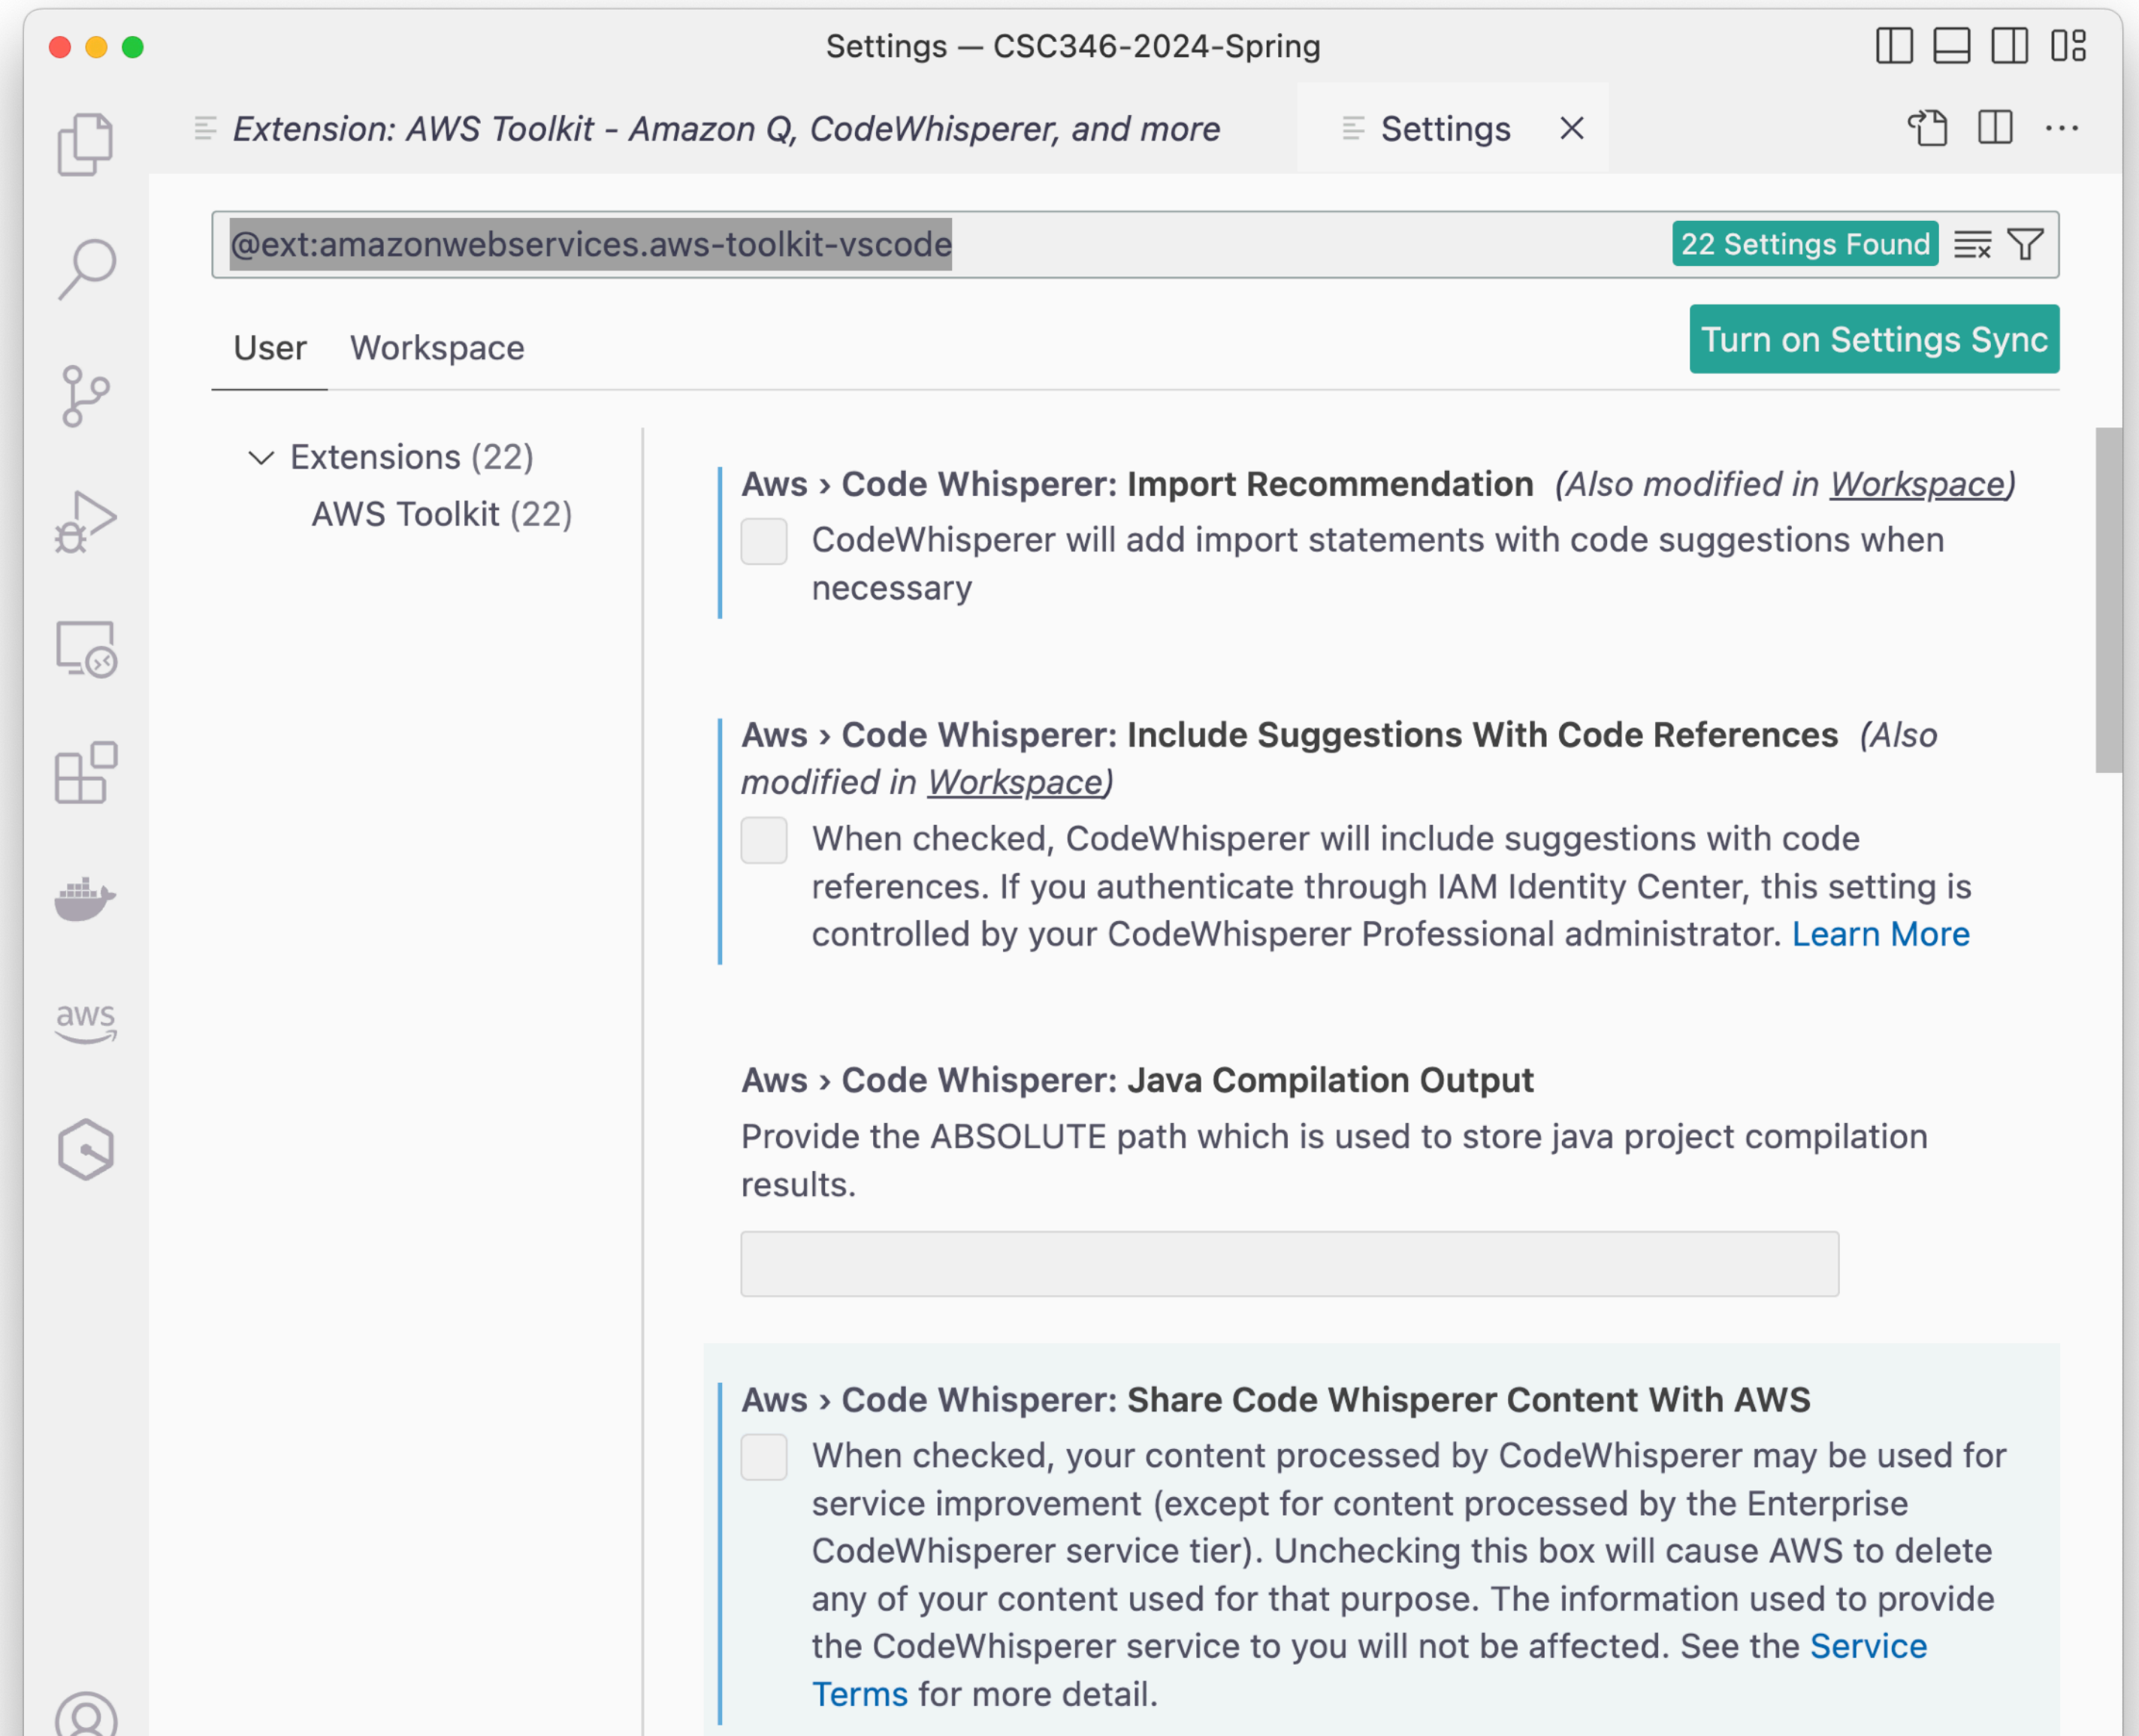 Settings — CSC346-2024-Spring
Extension: AWS Toolkit - Amazon Q, CodeWhisperer, and more
Settings
@ext:amazonwebservices.aws-toolkit-vscode
22 Settings Found
User
Workspace
Turn on Settings Sync
Extensions (22)
AWS Toolkit (22)
Aws › Code Whisperer: Import Recommendation (Also modified in Workspace)
CodeWhisperer will add import statements with code suggestions when
necessary
Aws › Code Whisperer: Include Suggestions With Code References (Also
modified in Workspace)
When checked, CodeWhisperer will include suggestions with code
references. If you authenticate through IAM Identity Center, this setting is
controlled by your CodeWhisperer Professional administrator. Learn More
aws
Aws › Code Whisperer: Java Compilation Output
Provide the ABSOLUTE path which is used to store java project compilation
results.
Aws › Code Whisperer: Share Code Whisperer Content With AWS
When checked, your content processed by CodeWhisperer may be used for
service improvement (except for content processed by the Enterprise
CodeWhisperer service tier). Unchecking this box will cause AWS to delete
any of your content used for that purpose. The information used to provide
the CodeWhisperer service to you will not be affected. See the Service
Terms for more detail.